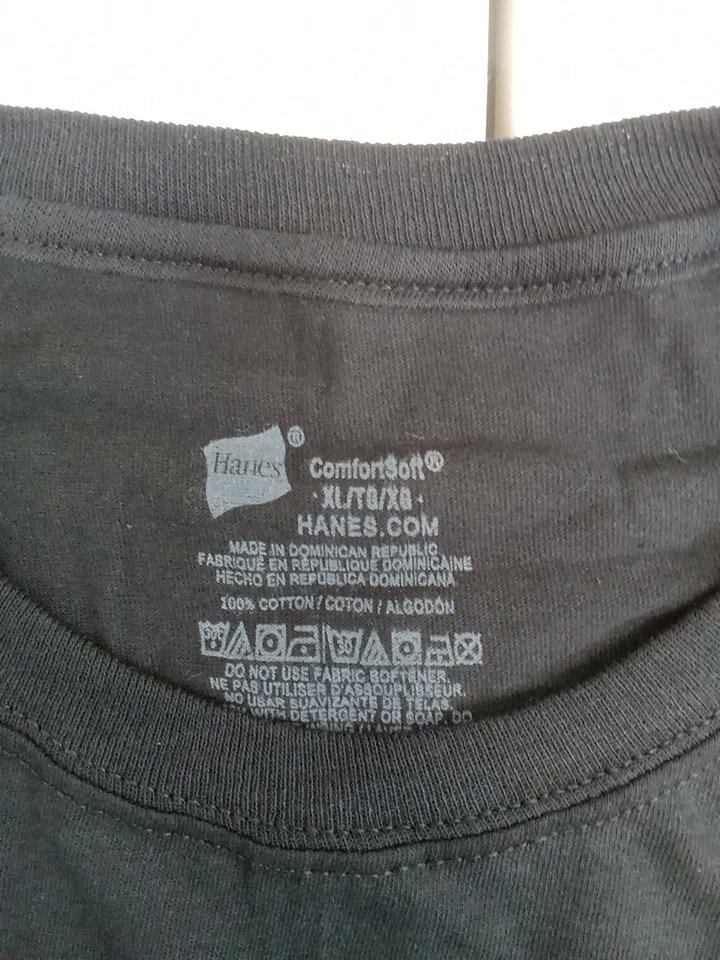 Hanes®
ComfortSoft®
· XL/TG/XG ·
HANES.COM
MADE IN DOMINICAN REPUBLIC
FABRIQUÉ EN RÉPUBLIQUE DOMINICAINE
HECHO EN REPÚBLICA DOMINICANA
100% COTTON / COTON / ALGODÓN
DO NOT USE FABRIC SOFTENER.
NE PAS UTILISER D'ASSOUPLISSEUR.
NO USAR SUAVIZANTE DE TELAS.
DETERGENT OR SOAP. DO